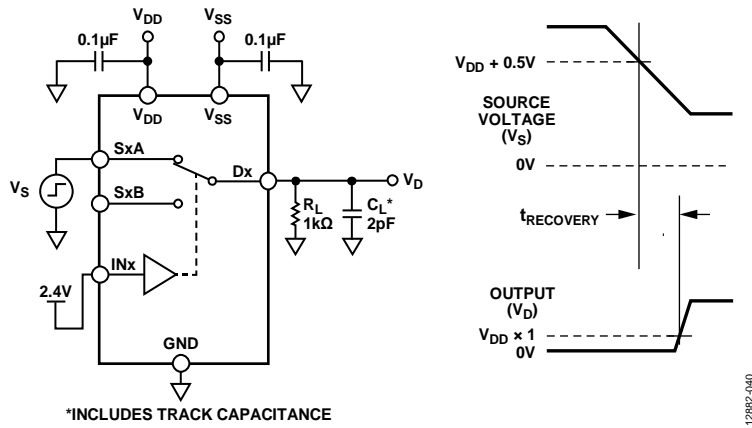 VDD
VSS
0.1µF
0.1µF
VDD
VSS
SxA
Dx
VD
VS
SxB
RL
1kΩ
CL*
2pF
INx
2.4V
GND
*INCLUDES TRACK CAPACITANCE
VDD + 0.5V
SOURCE
VOLTAGE
(VS)
0V
tRECOVERY
OUTPUT
(VD)
VDD × 1
0V
12882-040